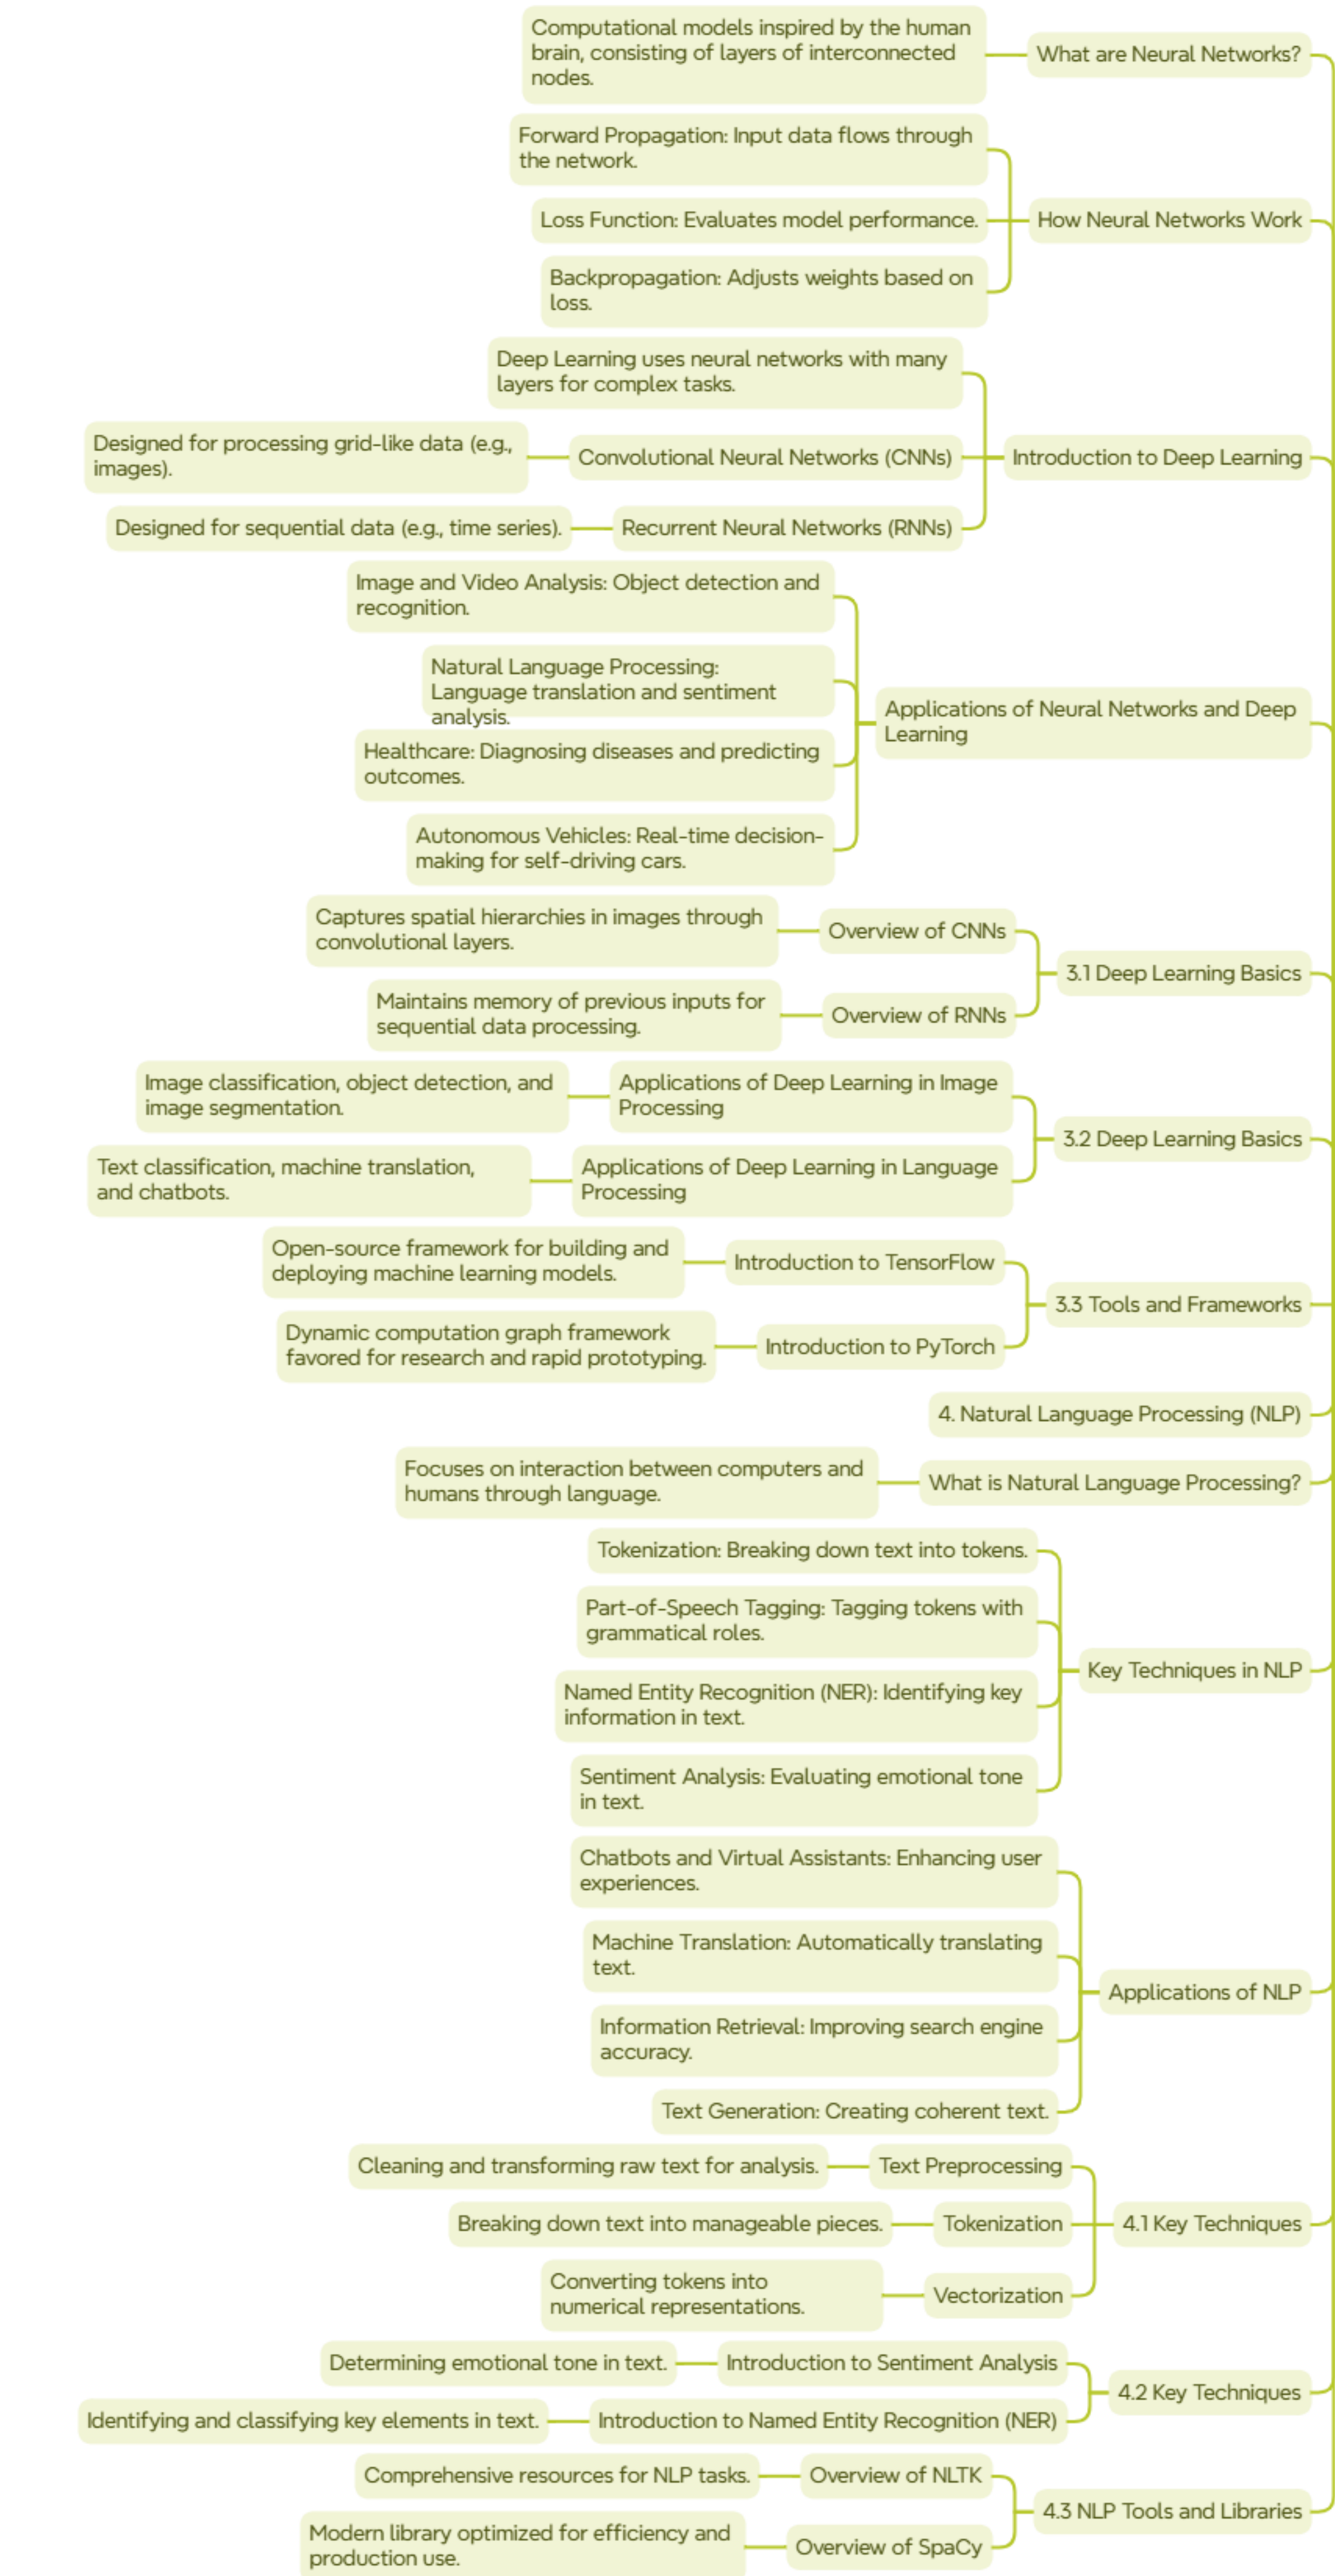 Computational models inspired by the human
brain, consisting of layers of interconnected
nodes.
What are Neural Networks?
Forward Propagation: Input data flows through
the network.
Loss Function: Evaluates model performance.
How Neural Networks Work
Backpropagation: Adjusts weights based on
loss.
Deep Learning uses neural networks with many
layers for complex tasks.
Designed for processing grid-like data (e.g.,
images).
Convolutional Neural Networks (CNNs)
Introduction to Deep Learning
Designed for sequential data (e.g., time series).
Recurrent Neural Networks (RNNs)
Image and Video Analysis: Object detection and
recognition.
Natural Language Processing:
Language translation and sentiment
analysis.
Applications of Neural Networks and Deep
Learning
Healthcare: Diagnosing diseases and predicting
outcomes.
Autonomous Vehicles: Real-time decision-
making for self-driving cars.
Captures spatial hierarchies in images through
convolutional layers.
Overview of CNNs
3.1 Deep Learning Basics
Maintains memory of previous inputs for
sequential data processing.
Overview of RNNs
Image classification, object detection, and
image segmentation.
Applications of Deep Learning in Image
Processing
3.2 Deep Learning Basics
Text classification, machine translation,
and chatbots.
Applications of Deep Learning in Language
Processing
Open-source framework for building and
deploying machine learning models.
Introduction to TensorFlow
3.3 Tools and Frameworks
Dynamic computation graph framework
favored for research and rapid prototyping.
Introduction to PyTorch
4. Natural Language Processing (NLP)
Focuses on interaction between computers and
humans through language.
What is Natural Language Processing?
Tokenization: Breaking down text into tokens.
Part-of-Speech Tagging: Tagging tokens with
grammatical roles.
Key Techniques in NLP
Named Entity Recognition (NER): Identifying key
information in text.
Sentiment Analysis: Evaluating emotional tone
in text.
Chatbots and Virtual Assistants: Enhancing user
experiences.
Machine Translation: Automatically translating
text.
Applications of NLP
Information Retrieval: Improving search engine
accuracy.
Text Generation: Creating coherent text.
Cleaning and transforming raw text for analysis.
Text Preprocessing
Breaking down text into manageable pieces.
Tokenization
4.1 Key Techniques
Converting tokens into
numerical representations.
Vectorization
Determining emotional tone in text.
Introduction to Sentiment Analysis
4.2 Key Techniques
Identifying and classifying key elements in text.
Introduction to Named Entity Recognition (NER)
Comprehensive resources for NLP tasks.
Overview of NLTK
4.3 NLP Tools and Libraries
Modern library optimized for efficiency and
production use.
Overview of SpaCy